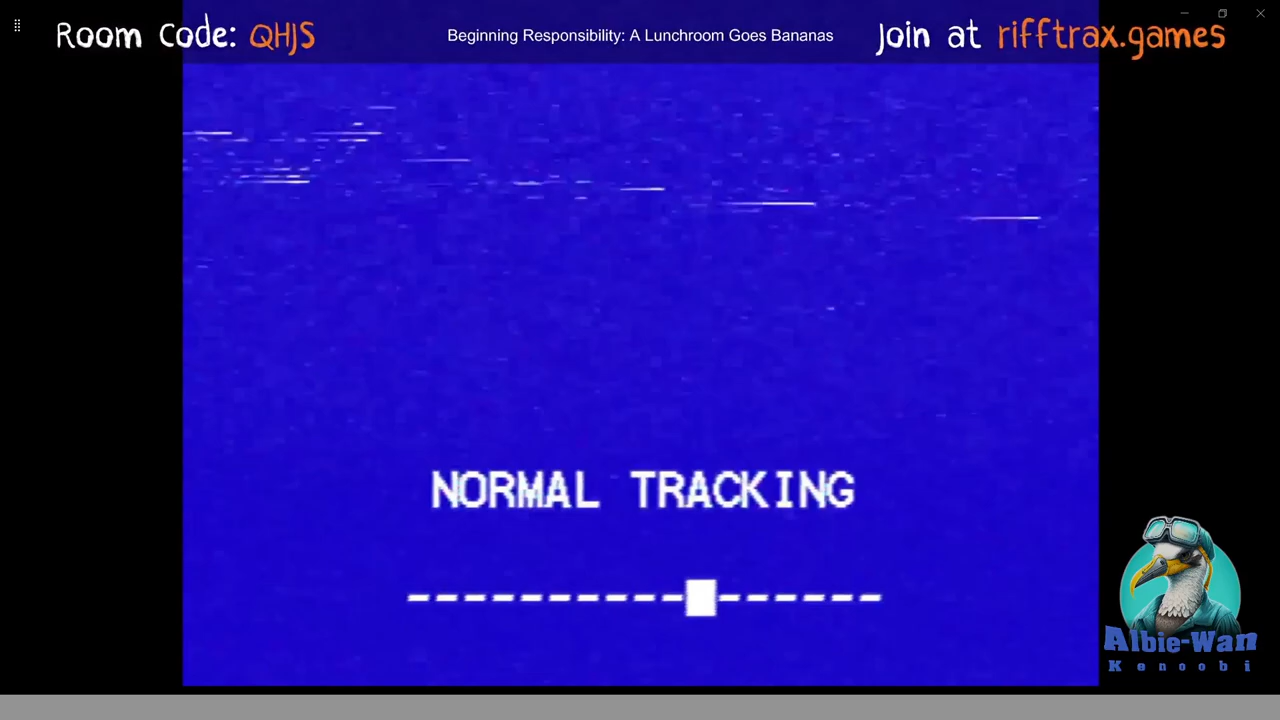 Room Code: QHJS
Beginning Responsibility: A Lunchroom Goes Bananas
Join at rifftrax.games
NORMAL TRACKING
Albie-Wan
Kenoobi